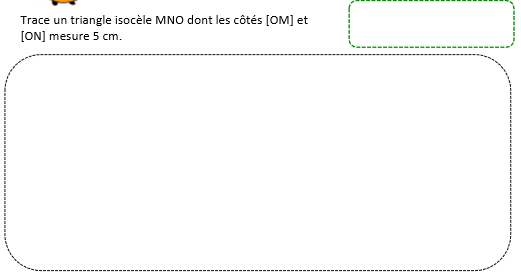 Trace un triangle isocèle MNO dont les côtés [OM] et
[ON] mesure 5 cm.